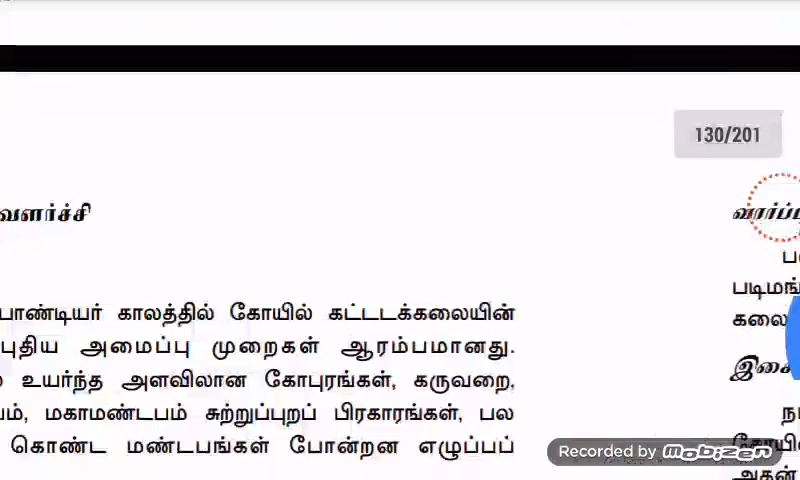 130/201
வளர்ச்சி
பாண்டியர் காலத்தில் கோயில் கட்டடக்கலையின்
புதிய அமைப்பு முறைகள் ஆரம்பமானது.
உயர்ந்த அளவிலான கோபுரங்கள், கருவறை,
மகாமண்டபம் சுற்றுப்புறப் பிரகாரங்கள், பல
கொண்ட மண்டபங்கள் போன்றன எழுப்பப்
வார்ப்பு
படிமங்
கலை
இசை
கோயி
அதன்
Recorded by mobizen